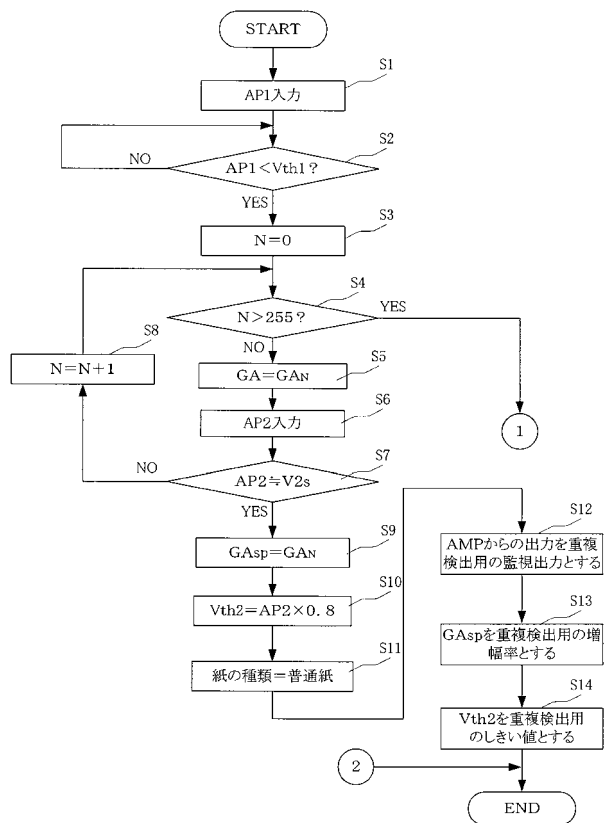 START
S1
AP1入力
S2
AP1<Vth1?
NO
YES
S3
N=0
S4
N>255?
YES
NO
S8
N=N+1
S5
GA=GAN
S6
AP2入力
1
S7
AP2≒V2s
NO
YES
S9
GAsp=GAN
S10
Vth2=AP2×0.8
S11
紙の種類=普通紙
S12
AMPからの出力を重複
検出用の監視出力とする
S13
GAspを重複検出用の増
幅率とする
S14
Vth2を重複検出用
のしきい値とする
2
END